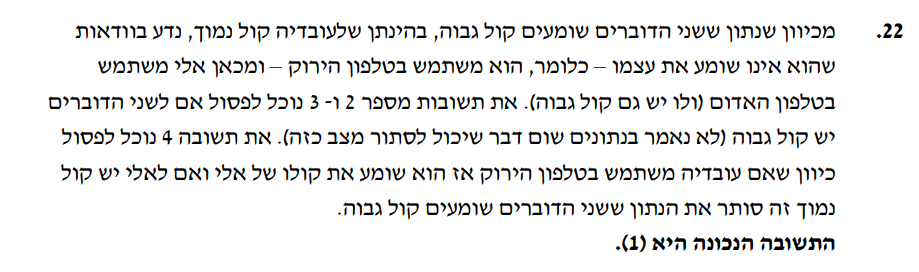 22. מכיוון שנתון ששני הדוברים שומעים קול גבוה, בהינתן שלעובדיה קול נמוך, נדע בוודאות
שהוא אינו שומע את עצמו – כלומר, הוא משתמש בטלפון הירוק – ומכאן אלי משתמש
בטלפון האדום (ולו יש גם קול גבוה). את תשובות מספר 2 ו- 3 נוכל לפסול אם לשני הדוברים
יש קול גבוה (לא נאמר בנתונים שום דבר שיכול לסתור מצב כזה). את תשובה 4 נוכל לפסול
כיוון שאם עובדיה משתמש בטלפון הירוק אז הוא שומע את קולו של אלי ואם לאלי יש קול
נמוך זה סותר את הנתון ששני הדוברים שומעים קול גבוה.
התשובה הנכונה היא (1).